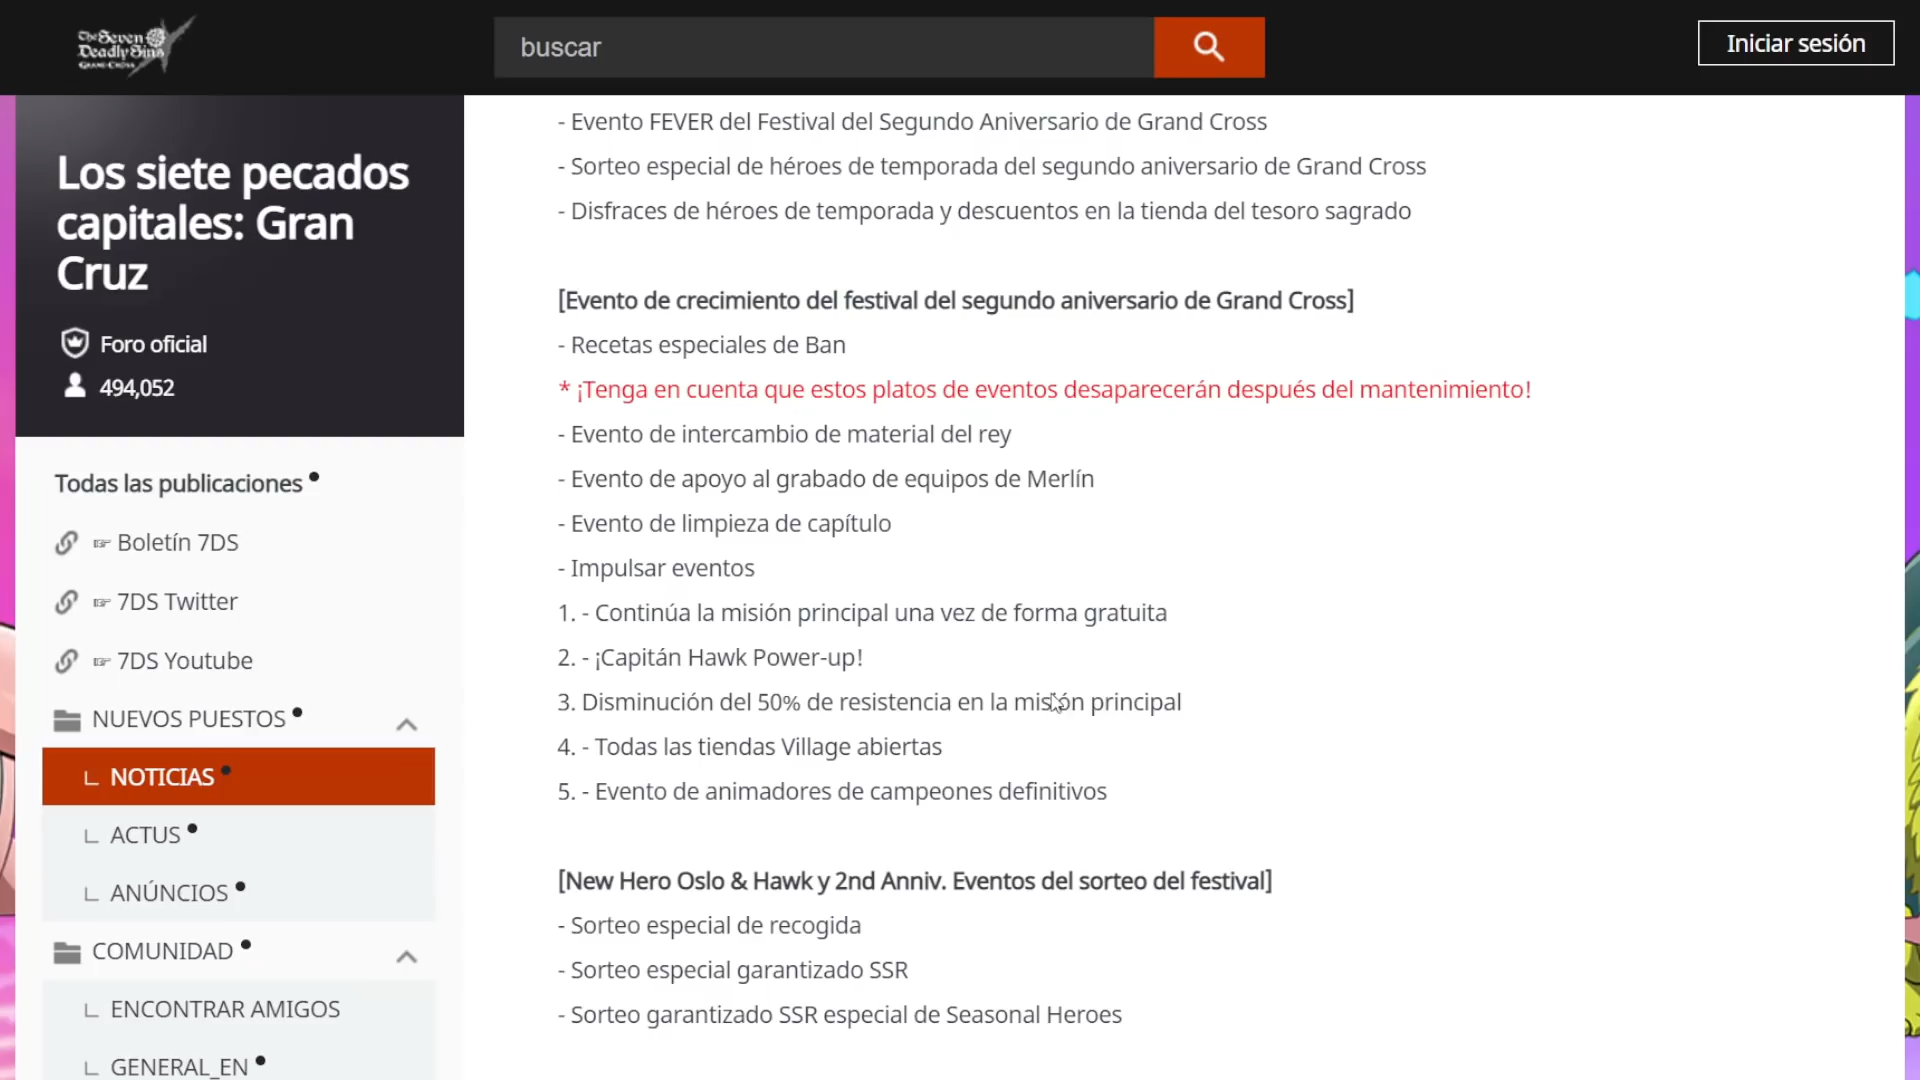 The Seven
Deadly Sins
GRAND CROSS
buscar
Iniciar sesión
Los siete pecados
capitales: Gran
Cruz
Foro oficial
494,052
Todas las publicaciones
☞ Boletín 7DS
☞ 7DS Twitter
☞ 7DS Youtube
NUEVOS PUESTOS
NOTICIAS
ACTUS
ANÚNCIOS
COMUNIDAD
ENCONTRAR AMIGOS
GENERAL_EN
- Evento FEVER del Festival del Segundo Aniversario de Grand Cross
- Sorteo especial de héroes de temporada del segundo aniversario de Grand Cross
- Disfraces de héroes de temporada y descuentos en la tienda del tesoro sagrado
[Evento de crecimiento del festival del segundo aniversario de Grand Cross]
- Recetas especiales de Ban
* ¡Tenga en cuenta que estos platos de eventos desaparecerán después del mantenimiento!
- Evento de intercambio de material del rey
- Evento de apoyo al grabado de equipos de Merlín
- Evento de limpieza de capítulo
- Impulsar eventos
1. - Continúa la misión principal una vez de forma gratuita
2. - ¡Capitán Hawk Power-up!
3. Disminución del 50% de resistencia en la misión principal
4. - Todas las tiendas Village abiertas
5. - Evento de animadores de campeones definitivos
[New Hero Oslo & Hawk y 2nd Anniv. Eventos del sorteo del festival]
- Sorteo especial de recogida
- Sorteo especial garantizado SSR
- Sorteo garantizado SSR especial de Seasonal Heroes